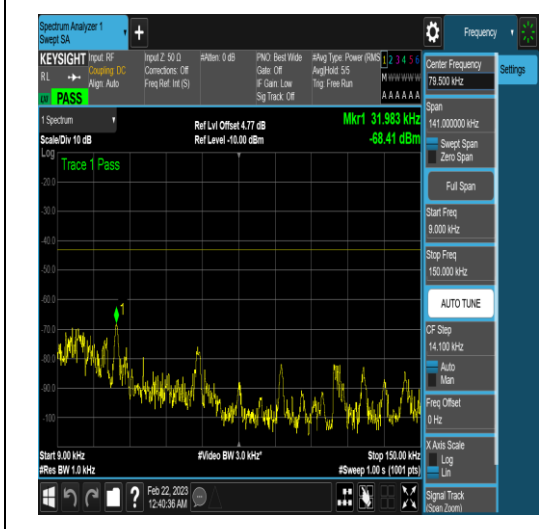 Spectrum Analyzer 1
Swept SA
Frequency
KEYSIGHT
RL
PASS
Input: RF
Coupling: DC
Align: Auto
Input Z: 50 Ω
Corrections: Off
Freq Ref: Int (S)
#Atten: 0 dB
PNO: Best Wide
Gate: Off
IF Gain: Low
Sig Track: Off
#Avg Type: Power (RMS
Avg|Hold: 5/5
Trig: Free Run
1 2 3 4 5 6
M W W W W W
A A A A A A
1 Spectrum
Scale/Div 10 dB
Ref Lvl Offset 4.77 dB
Ref Level -10.00 dBm
Mkr1 31.983 kHz
-68.41 dBm
Log
Trace 1 Pass
-20.0
-30.0
-40.0
-50.0
-60.0
-70.0
-80.0
-90.0
-100
1
Start 9.00 kHz
#Res BW 1.0 kHz
#Video BW 3.0 kHz*
Stop 150.00 kHz
#Sweep 1.00 s (1001 pts)
?
Feb 22, 2023
12:40:36 AM
Center Frequency
79.500 kHz
Settings
Span
141.000000 kHz
Swept Span
Zero Span
Full Span
Start Freq
9.000 kHz
Stop Freq
150.000 kHz
AUTO TUNE
CF Step
14.100 kHz
Auto
Man
Freq Offset
0 Hz
X Axis Scale
Log
Lin
Signal Track
(Span Zoom)